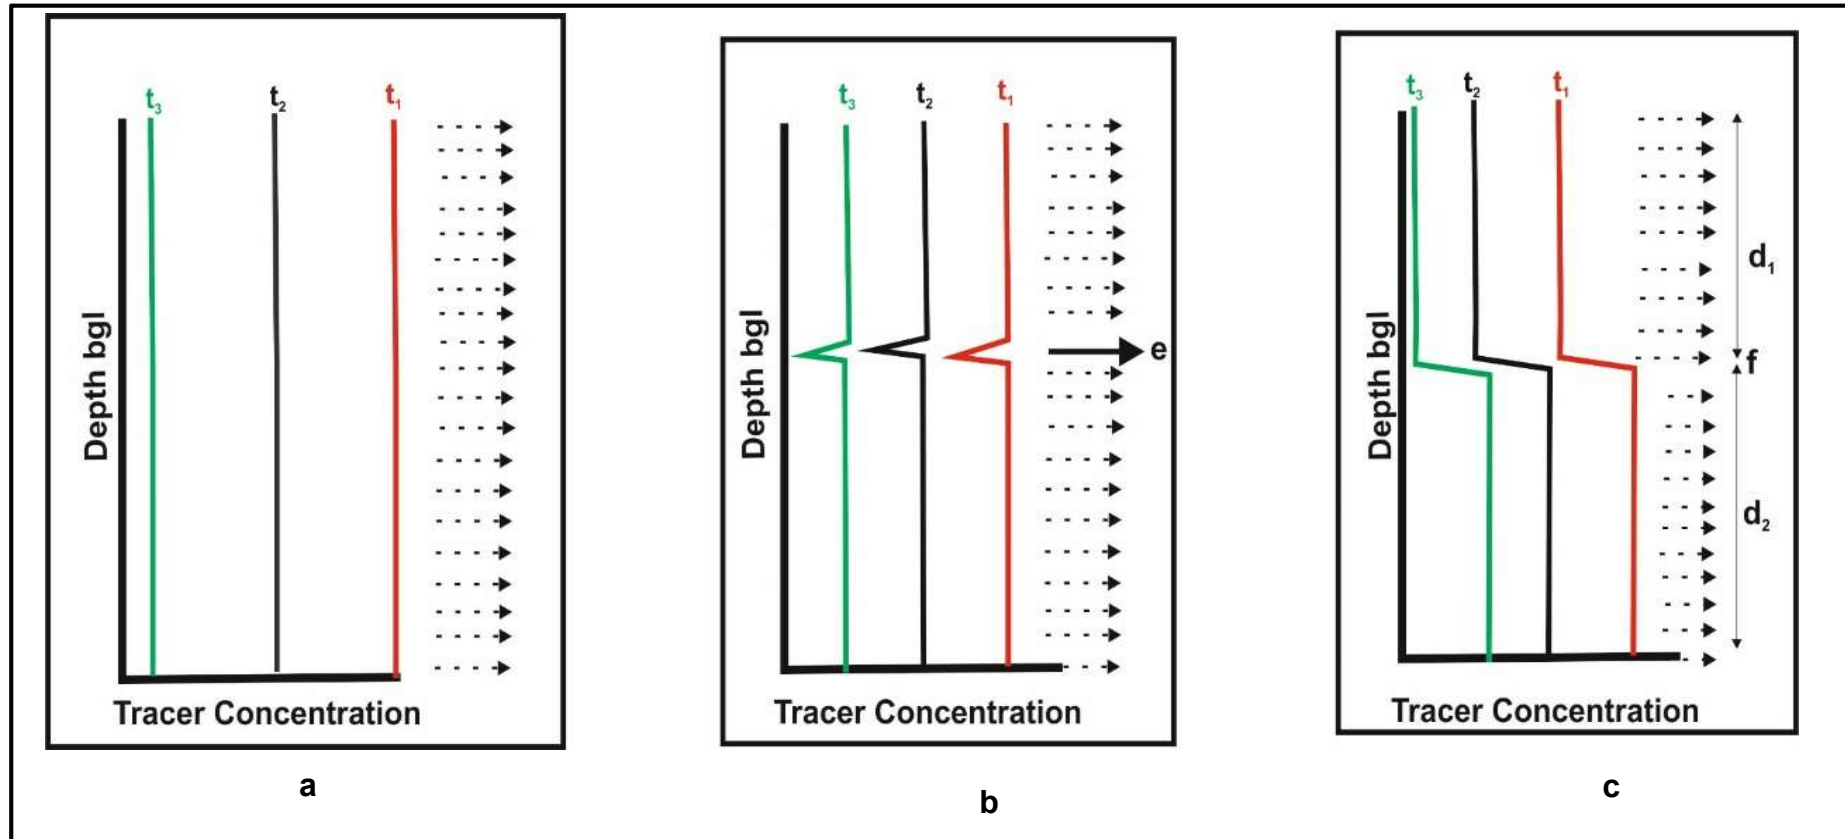 t₃
t₂
t₁
Depth bgl
Tracer Concentration
a
t₃
t₂
t₁
e
Depth bgl
Tracer Concentration
b
t₃
t₂
t₁
d₁
f
d₂
Depth bgl
Tracer Concentration
c